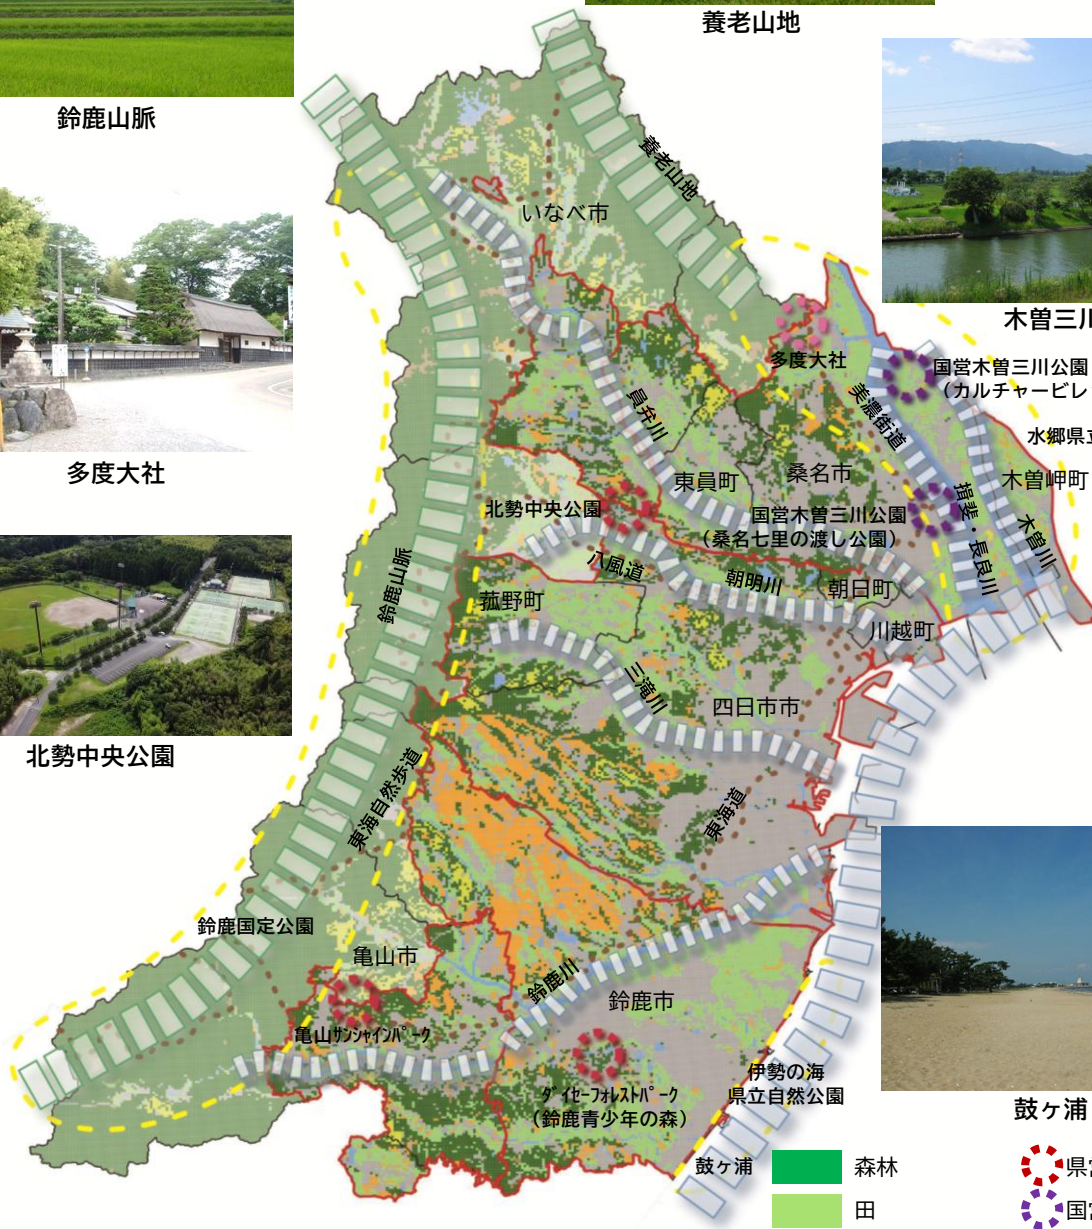 養老山地
鈴鹿山脈
養老山地
いなべ市
木曽三川
多度大社
国営木曽三川公園
（カルチャービレ
美濃街道
水郷県立
員弁川
東員町
桑名市
木曽岬町
多度大社
揖斐・長良川
木曽川
北勢中央公園
国営木曽三川公園
（桑名七里の渡し公園）
八風道
朝明川
朝日町
鈴鹿山脈
菰野町
川越町
三滝川
四日市市
北勢中央公園
東海自然歩道
東海道
鈴鹿国定公園
亀山市
鈴鹿川
鈴鹿市
亀山ｻﾝｼｬｲﾝﾊﾟｰｸ
ﾀﾞｲｾｰﾌｫﾚｽﾄﾊﾟｰｸ
（鈴鹿青少年の森）
伊勢の海
県立自然公園
鼓ヶ浦
鼓ヶ浦
森林
県営
田
国営